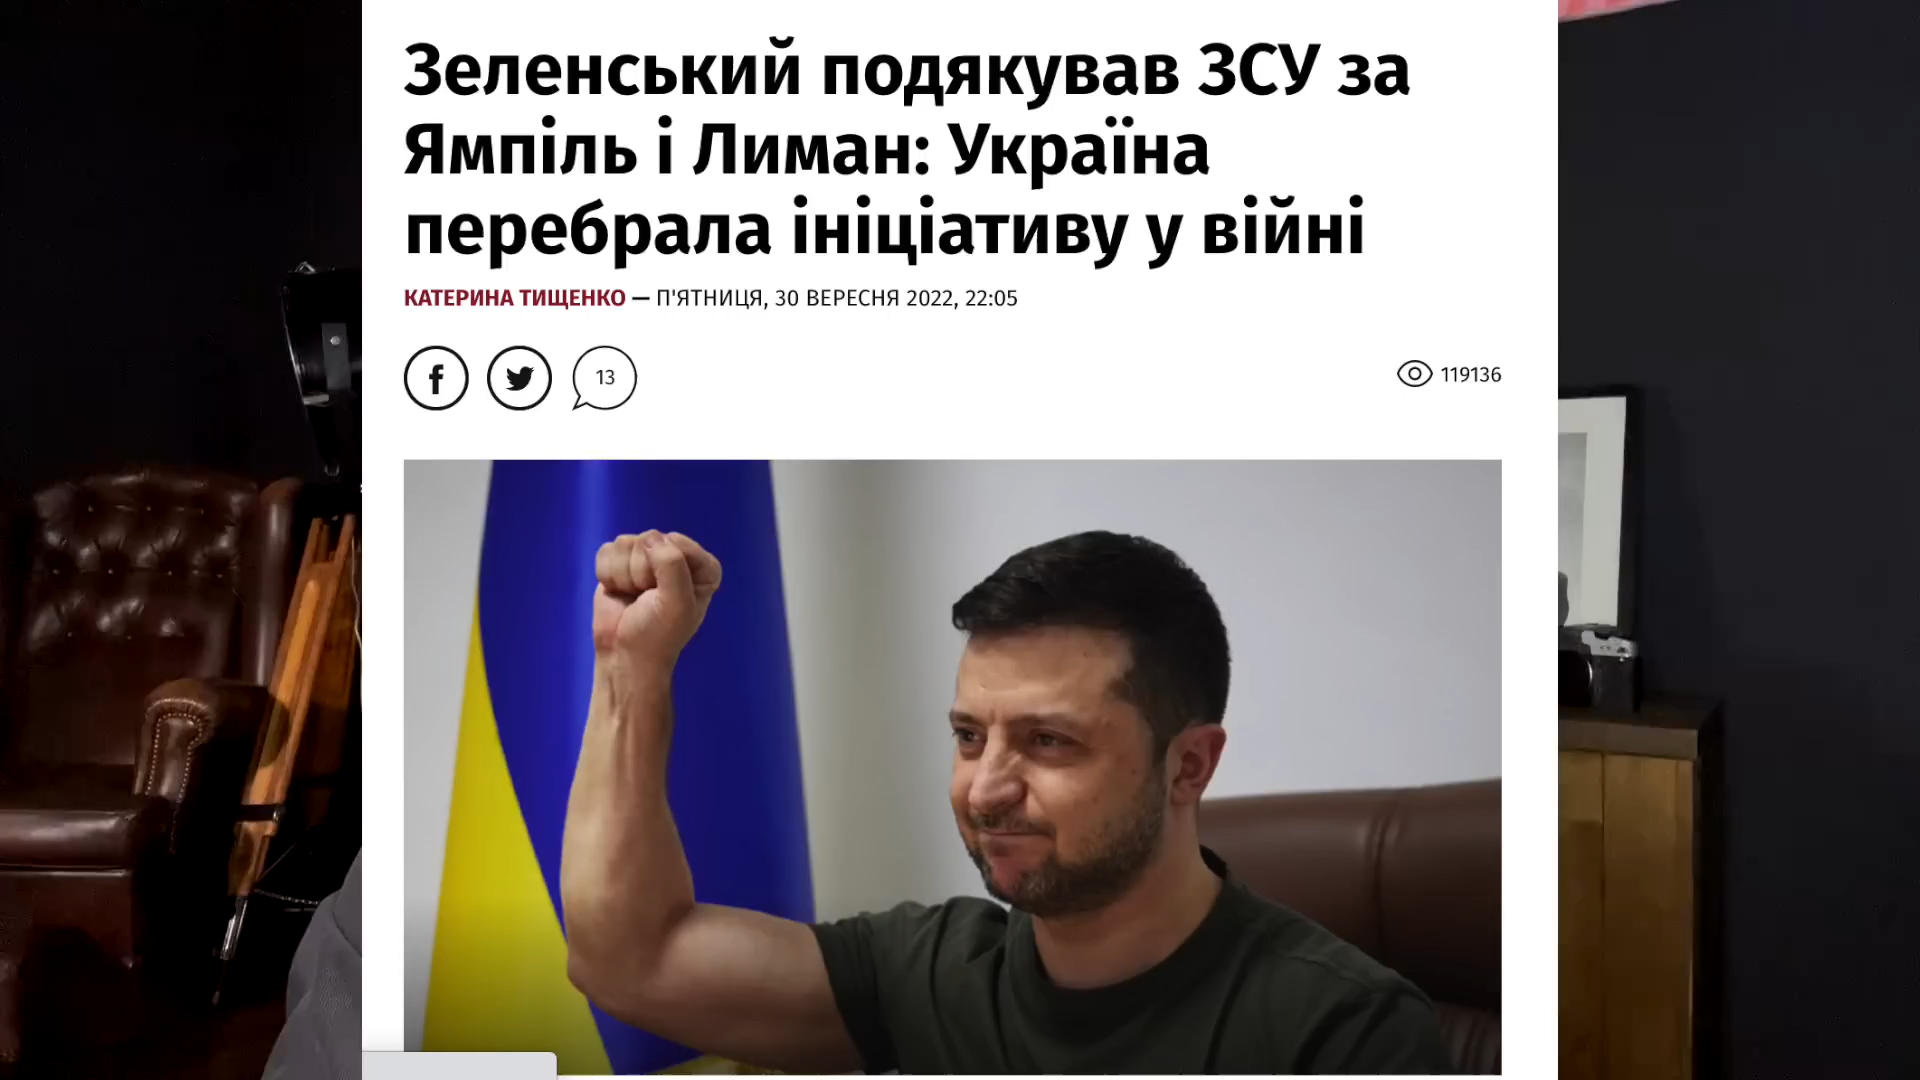 Зеленський подякував ЗСУ за
Ямпіль і Лиман: Україна
перебрала ініціативу у війні
КАТЕРИНА ТИЩЕНКО — П'ЯТНИЦЯ, 30 ВЕРЕСНЯ 2022, 22:05
13
119136